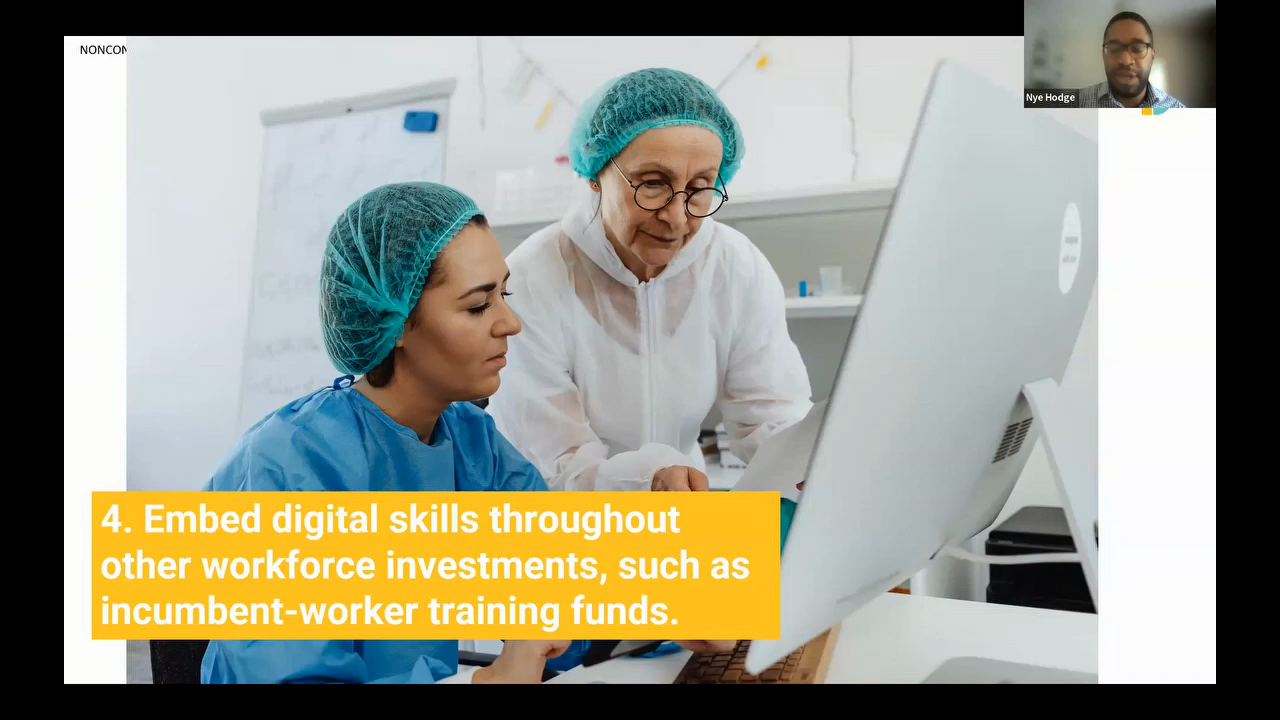 NONCON
Nye Hodge
4. Embed digital skills throughout
other workforce investments, such as
incumbent-worker training funds.